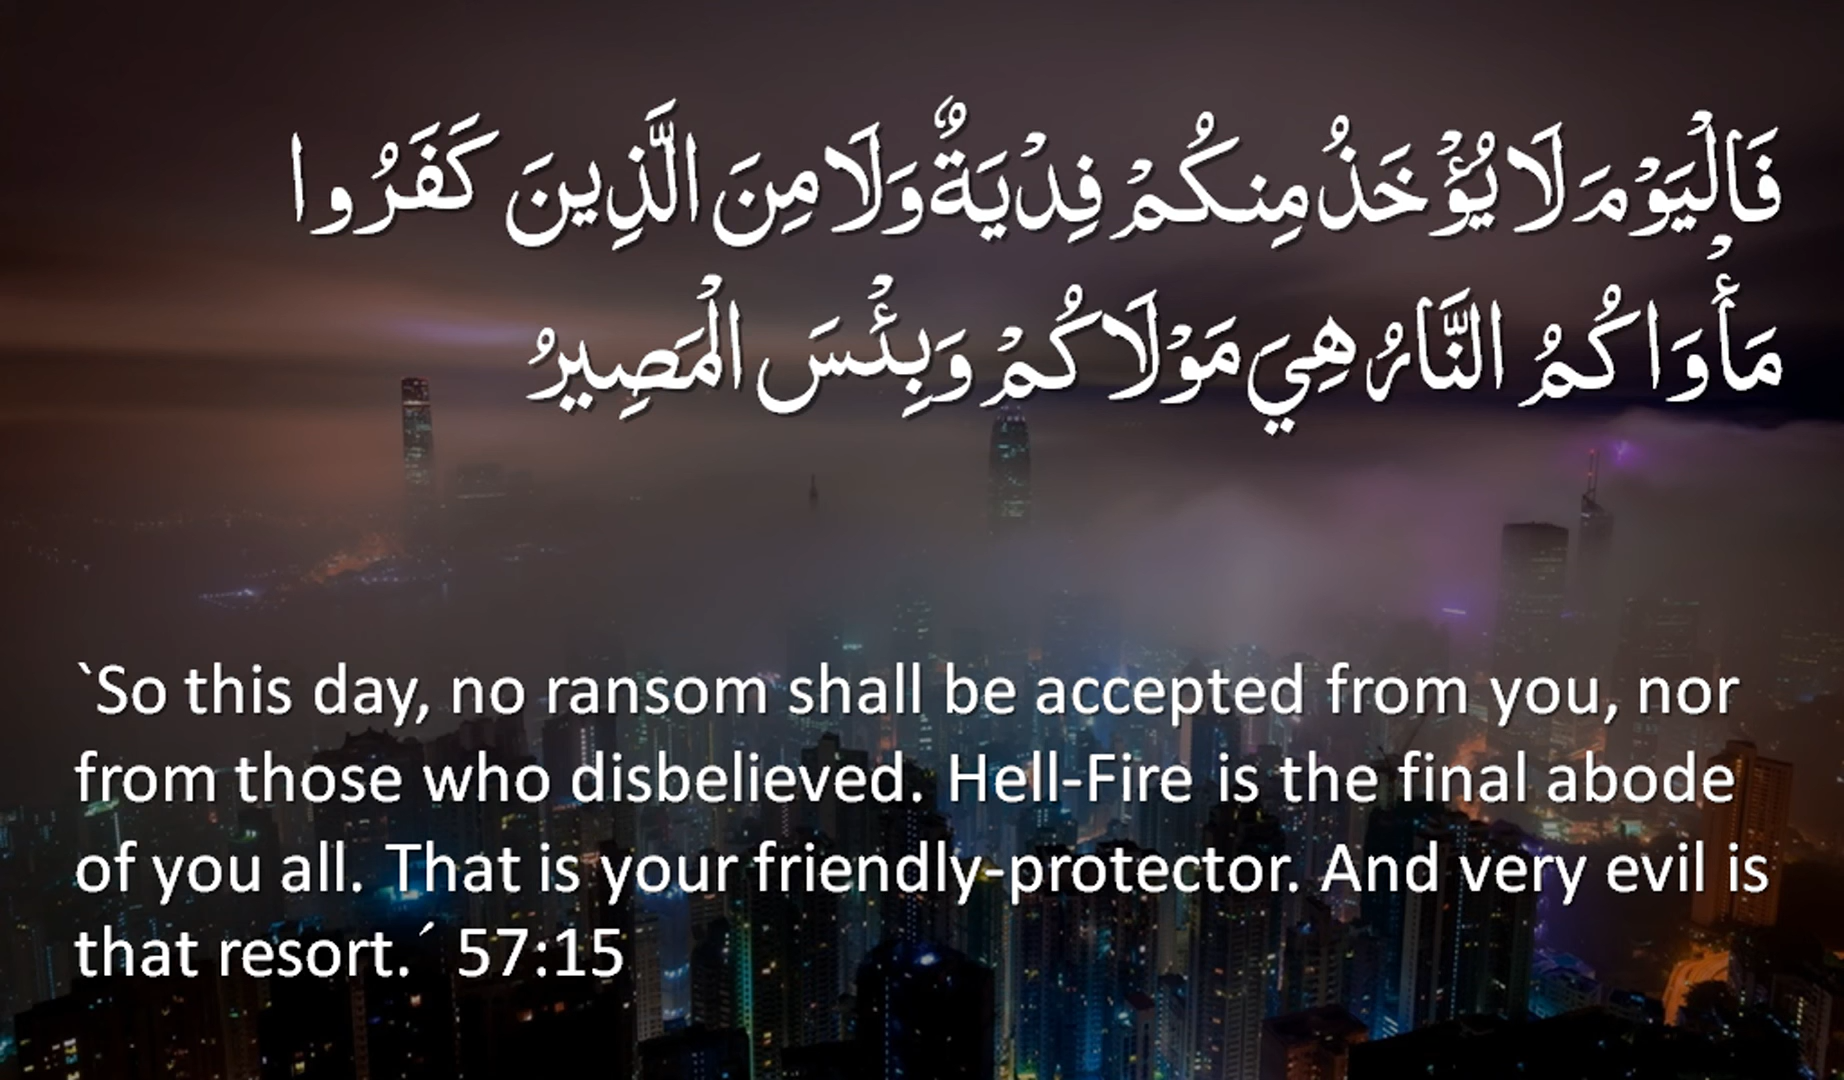 فَالْيَوْمَ لَا يُؤْخَذُ مِنكُمْ فِدْيَةٌ وَلَا مِنَ الَّذِينَ كَفَرُوا
مَأْوَاكُمُ النَّارُ هِيَ مَوْلَاكُمْ وَبِئْسَ الْمَصِيرُ
`So this day, no ransom shall be accepted from you, nor
from those who disbelieved. Hell-Fire is the final abode
of you all. That is your friendly-protector. And very evil is
that resort.´ 57:15